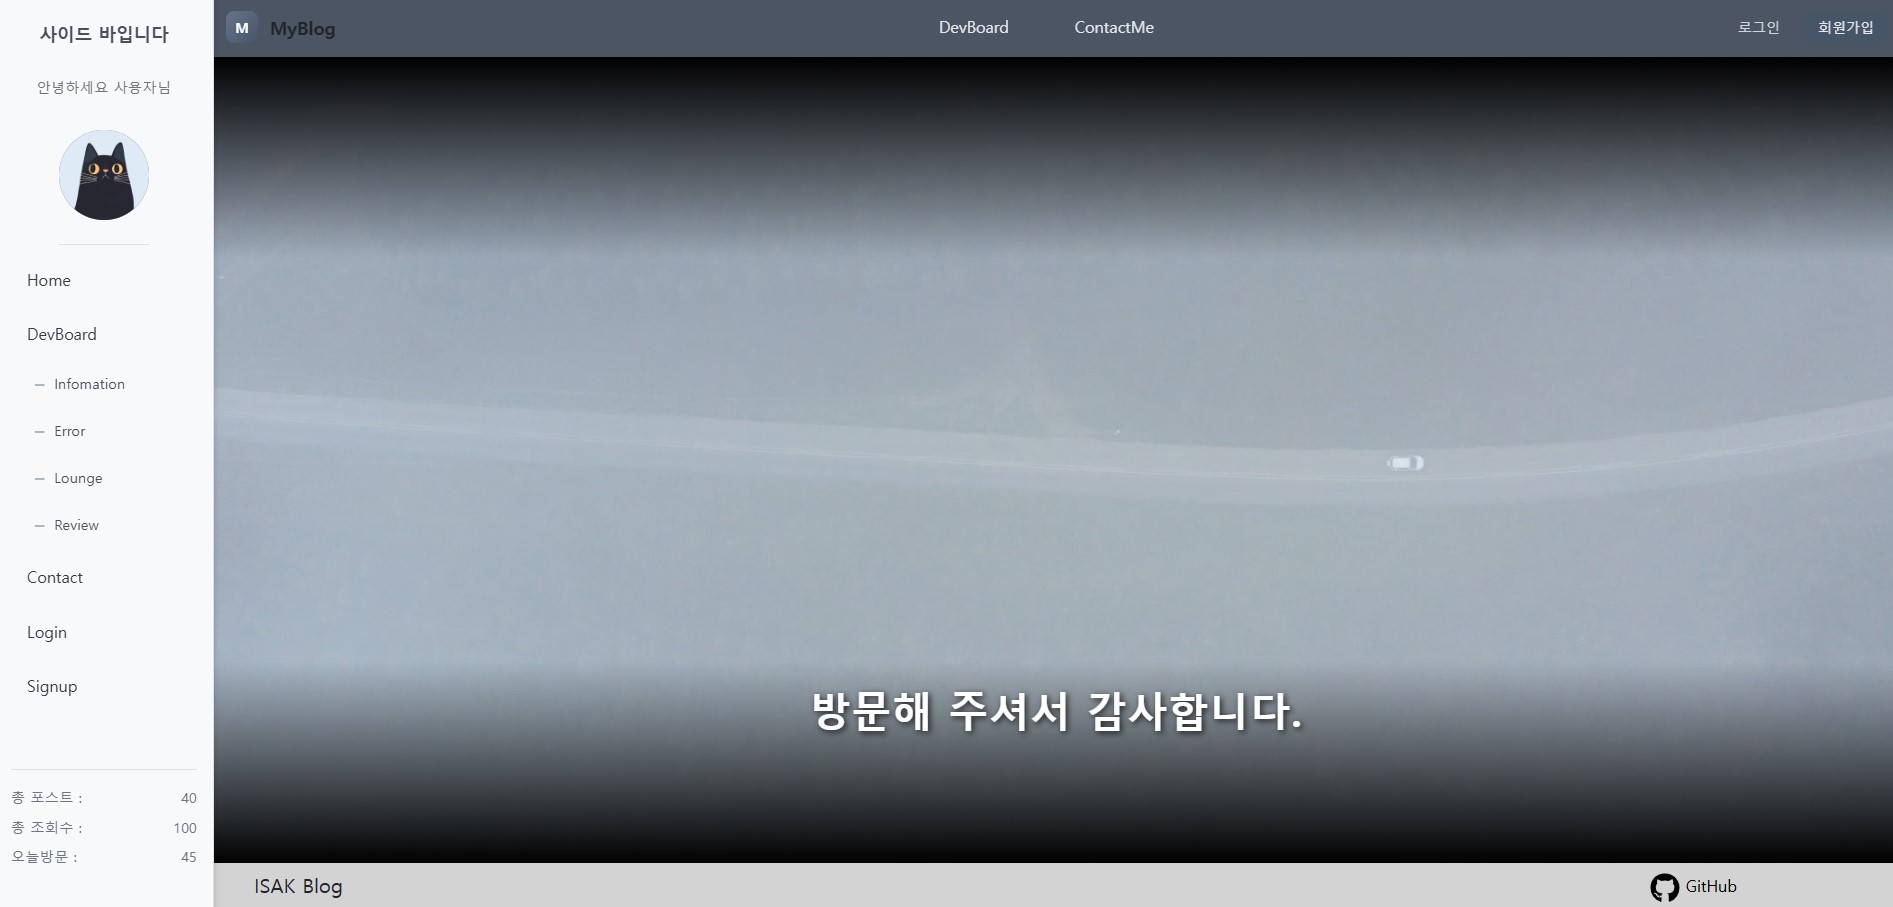 사이드 바입니다
안녕하세요 사용자님
Home
DevBoard
— Infomation
— Error
— Lounge
— Review
Contact
Login
Signup
총 포스트 : 40
총 조회수 : 100
오늘방문 : 45
M MyBlog
DevBoard ContactMe
로그인 회원가입
방문해 주셔서 감사합니다.
ISAK Blog
GitHub